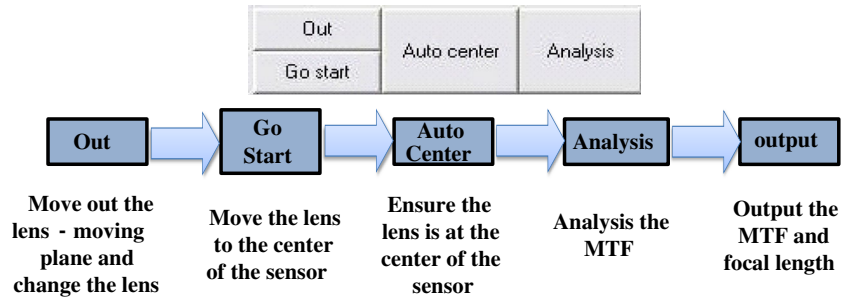 Out
Go start
Auto center
Analysis
Out
Go
Start
Auto
Center
Analysis
output
Move out the
lens - moving
plane and
change the lens
Move the lens
to the center
of the sensor
Ensure the
lens is at the
center of the
sensor
Analysis the
MTF
Output the
MTF and
focal length